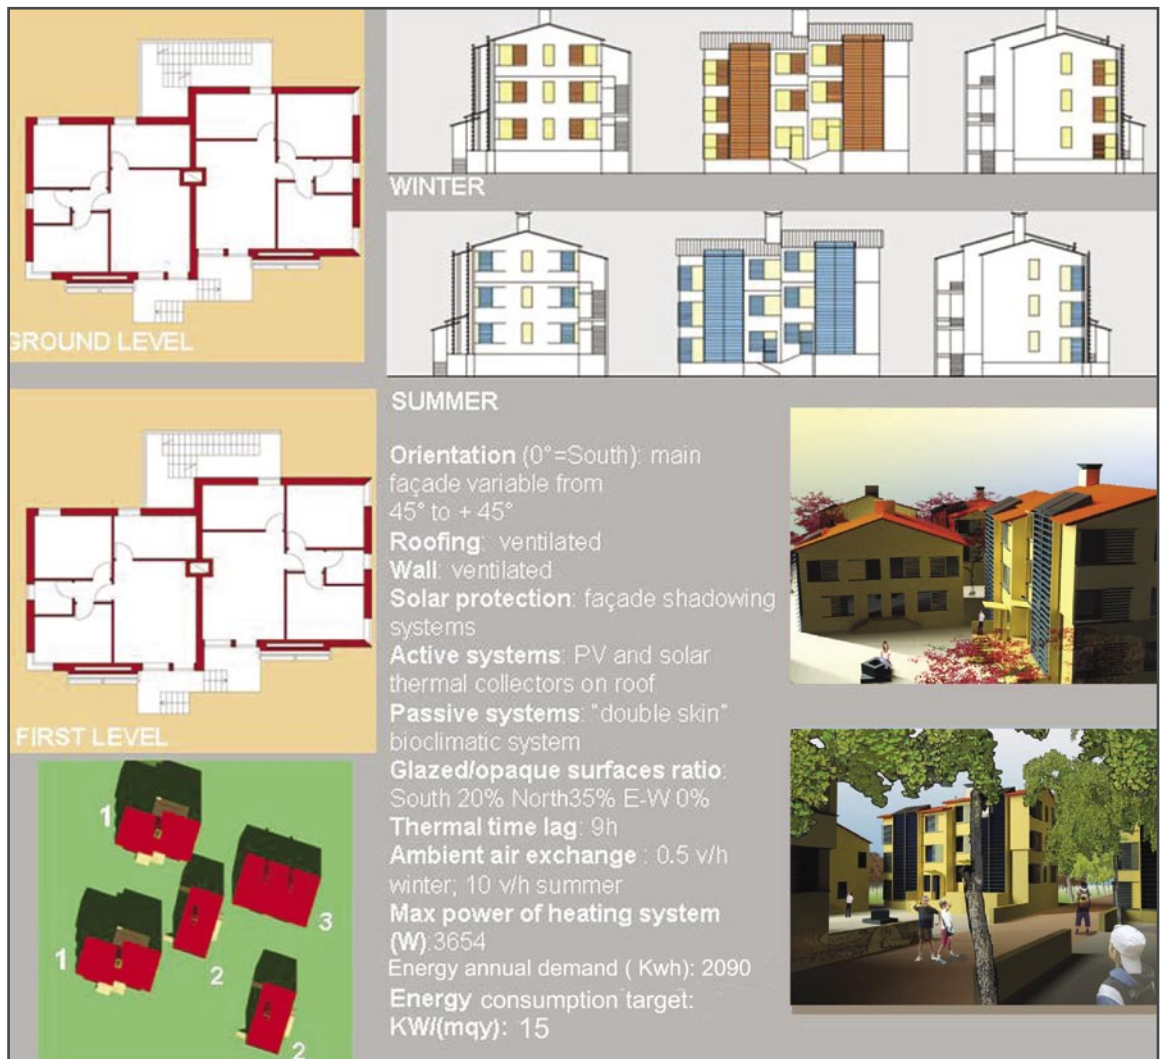 WINTER
GROUND LEVEL
SUMMER
Orientation (0°=South): main
façade variable from
45° to + 45°
Roofing: ventilated
Wall: ventilated
Solar protection: façade shadowing
systems
Active systems: PV and solar
thermal collectors on roof
Passive systems: "double skin"
bioclimatic system
Glazed/opaque surfaces ratio:
South 20% North35% E-W 0%
Thermal time lag: 9h
Ambient air exchange : 0.5 v/h
winter; 10 v/h summer
Max power of heating system
(W):3654
Energy annual demand ( Kwh): 2090
Energy consumption target:
KW/(mqy): 15
FIRST LEVEL
1
1
2
3
2